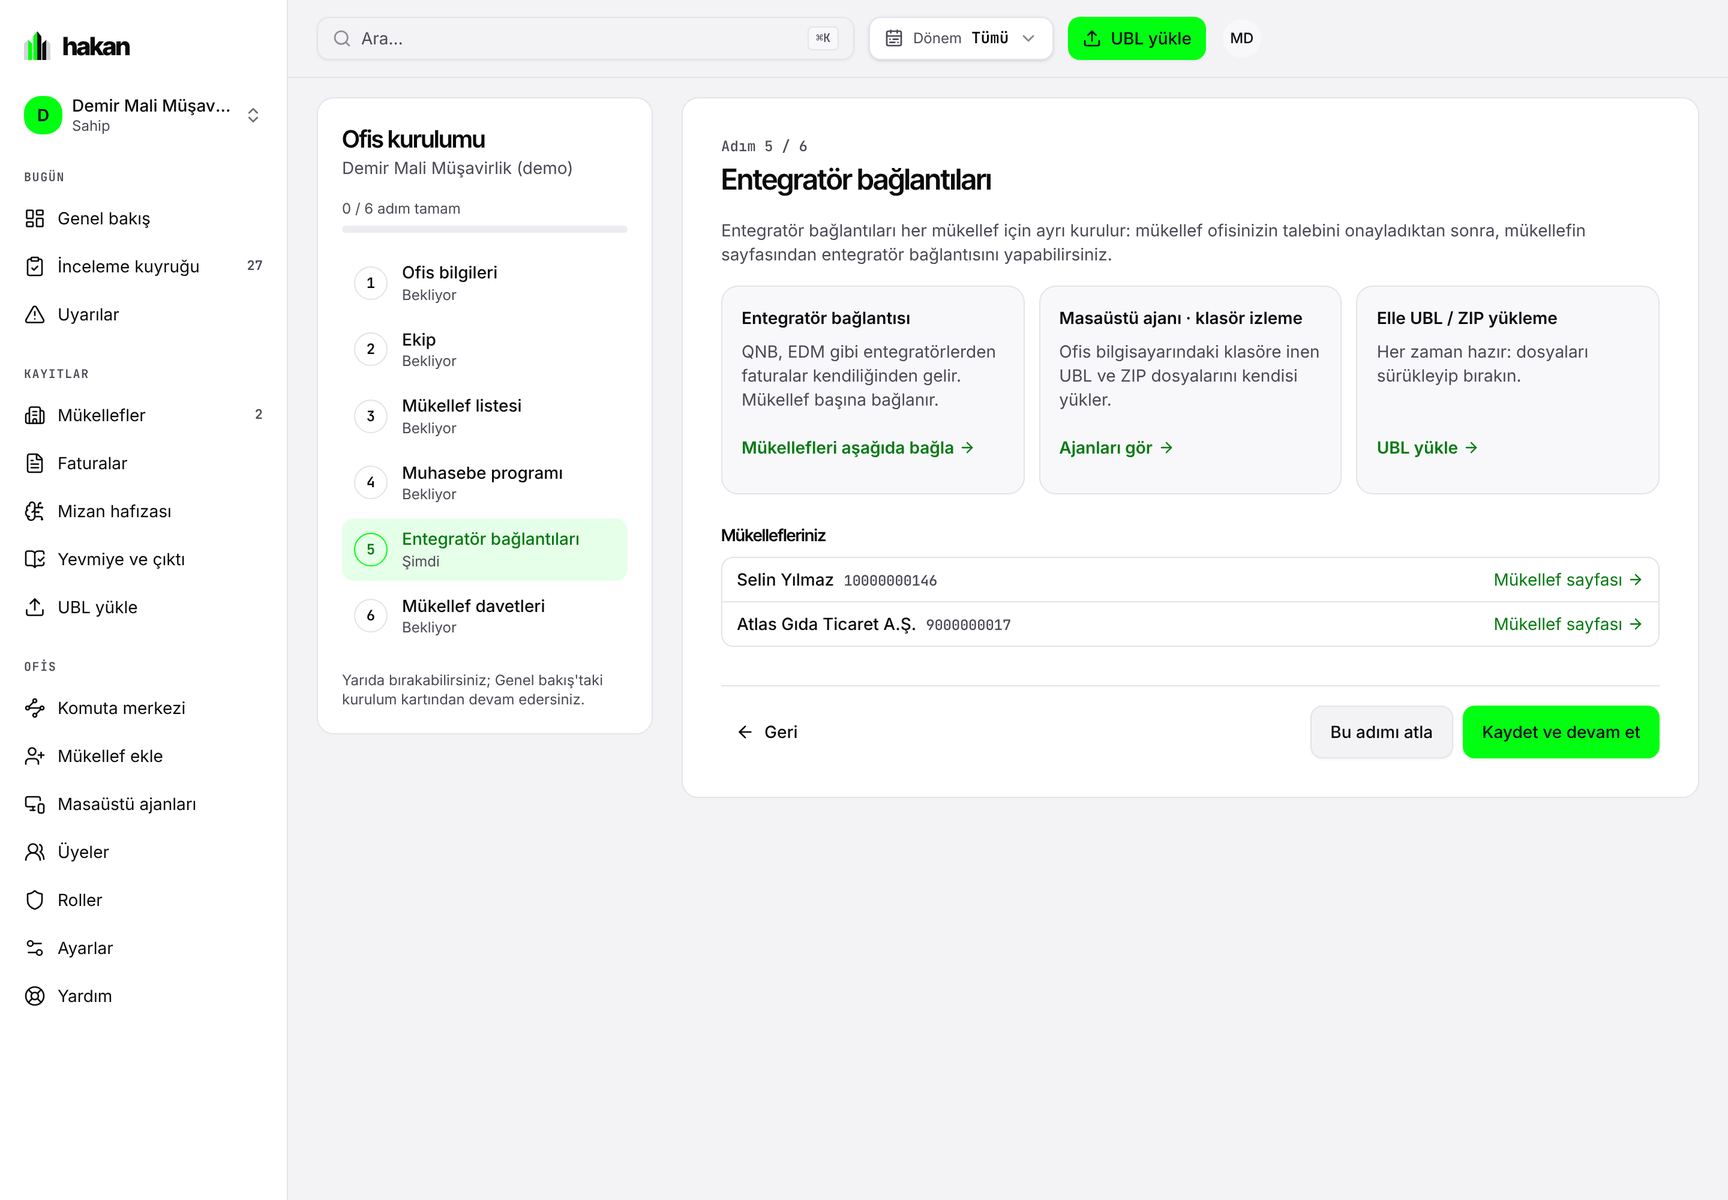 hakan
D
Demir Mali Müşav...
Sahip
BUGÜN
Genel bakış
İnceleme kuyruğu 27
Uyarılar
KAYITLAR
Mükellefler 2
Faturalar
Mizan hafızası
Yevmiye ve çıktı
UBL yükle
OFİS
Komuta merkezi
Mükellef ekle
Masaüstü ajanları
Üyeler
Roller
Ayarlar
Yardım
Ara... ⌘K
Dönem Tümü
UBL yükle
MD
Ofis kurulumu
Demir Mali Müşavirlik (demo)
0 / 6 adım tamam
1 Ofis bilgileri
Bekliyor
2 Ekip
Bekliyor
3 Mükellef listesi
Bekliyor
4 Muhasebe programı
Bekliyor
5 Entegratör bağlantıları
Şimdi
6 Mükellef davetleri
Bekliyor
Yarıda bırakabilirsiniz; Genel bakış'taki
kurulum kartından devam edersiniz.
Adım 5 / 6
Entegratör bağlantıları
Entegratör bağlantıları her mükellef için ayrı kurulur: mükellef ofisinizin talebini onayladıktan sonra, mükellefin
sayfasından entegratör bağlantısını yapabilirsiniz.
Entegratör bağlantısı
QNB, EDM gibi entegratörlerden
faturalar kendiliğinden gelir.
Mükellef başına bağlanır.
Mükellefleri aşağıda bağla →
Masaüstü ajanı · klasör izleme
Ofis bilgisayarındaki klasöre inen
UBL ve ZIP dosyalarını kendisi
yükler.
Ajanları gör →
Elle UBL / ZIP yükleme
Her zaman hazır: dosyaları
sürükleyip bırakın.
UBL yükle →
Mükellefleriniz
Selin Yılmaz 10000000146 Mükellef sayfası →
Atlas Gıda Ticaret A.Ş. 9000000017 Mükellef sayfası →
← Geri
Bu adımı atla
Kaydet ve devam et